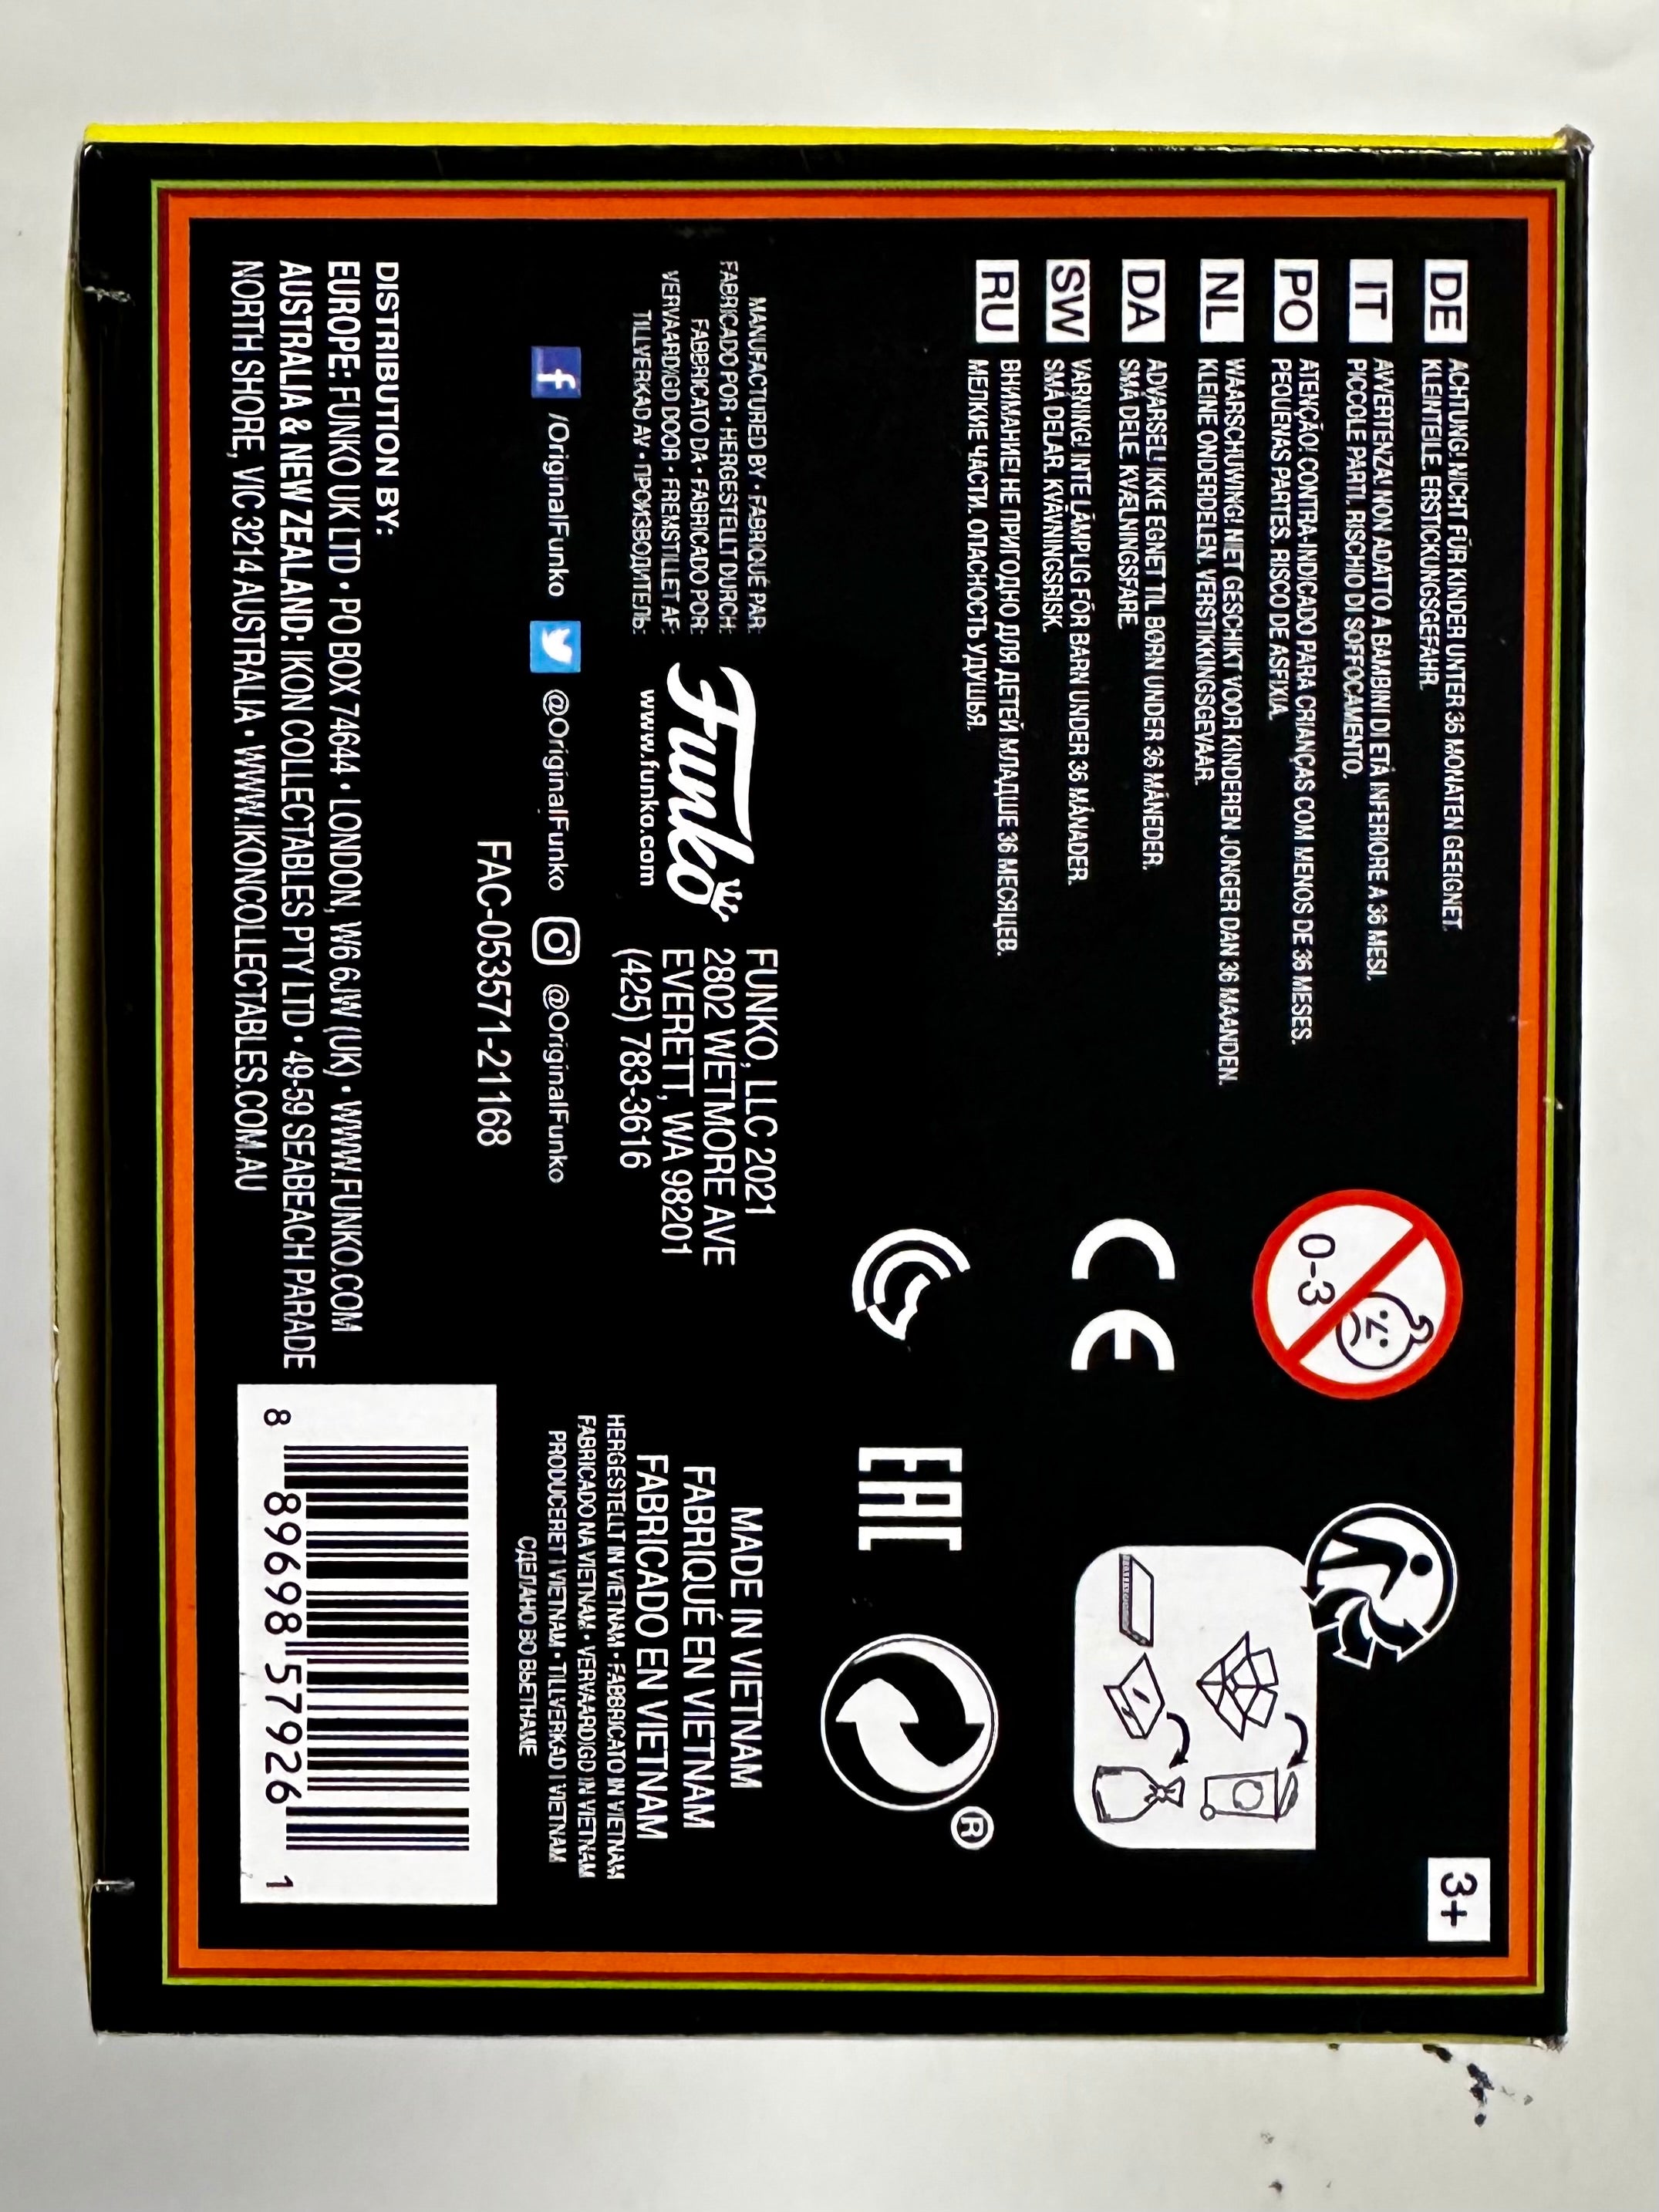 DE ACHTUNG! NICHT FÜR KINDER UNTER 36 MONATEN GEEIGNET.
KLEINTEILE. ERSTICKUNGSGEFAHR.
IT AVVERTENZA! NON ADATTO A BAMBINI DI ETÀ INFERIORE A 36 MESI.
PICCOLE PARTI. RISCHIO DI SOFFOCAMENTO.
PO ATENÇÃO! CONTRA-INDICADO PARA CRIANÇAS COM MENOS DE 36 MESES.
PEQUENAS PARTES. RISCO DE ASFIXIA.
NL WAARSCHUWING! NIET GESCHIKT VOOR KINDEREN JONGER DAN 36 MAANDEN.
KLEINE ONDERDELEN. VERSTIKKINGSGEVAAR.
DA ADVARSEL! IKKE EGNET TIL BØRN UNDER 36 MÅNEDER.
SMÅ DELE. KVÆLNINGSFARE.
SW VARNING! INTE LÄMPLIG FÖR BARN UNDER 36 MÅNADER.
SMÅ DELAR. KVÄVNINGSRISK.
RU ВНИМАНИЕ! НЕ ПРИГОДНО ДЛЯ ДЕТЕЙ МЛАДШЕ 36 МЕСЯЦЕВ.
МЕЛКИЕ ЧАСТИ. ОПАСНОСТЬ УДУШЬЯ.
3+
0-3
CE
EAC
®
MANUFACTURED BY • FABRIQUÉ PAR:
FABRICADO POR • HERGESTELLT DURCH:
FABBRICATO DA • FABRICADO POR:
VERVAARDIGD DOOR • FREMSTILLET AF:
TILLVERKAD AV • ПРОИЗВОДИТЕЛЬ:
Funko
www.funko.com
FUNKO, LLC 2021
2802 WETMORE AVE
EVERETT, WA 98201
(425) 783-3616
MADE IN VIETNAM
FABRIQUÉ EN VIETNAM
FABRICADO EN VIETNAM
HERGESTELLT IN VIETNAM • FABBRICATO IN VIETNAM
FABRICADO NA VIETNAM • VERVAARDIGD IN VIETNAM
PRODUCERET I VIETNAM • TILLVERKAD I VIETNAM
СДЕЛАНО ВО ВЬЕТНАМЕ
f /OriginalFunko @OriginalFunko @OriginalFunko
FAC-053571-21168
DISTRIBUTION BY:
EUROPE: FUNKO UK LTD • PO BOX 74644 • LONDON, W6 6JW (UK) • WWW.FUNKO.COM
AUSTRALIA & NEW ZEALAND: IKON COLLECTABLES PTY LTD • 49-59 SEABEACH PARADE
NORTH SHORE, VIC 3214 AUSTRALIA • WWW.IKONCOLLECTABLES.COM.AU
8 89698 57926 1